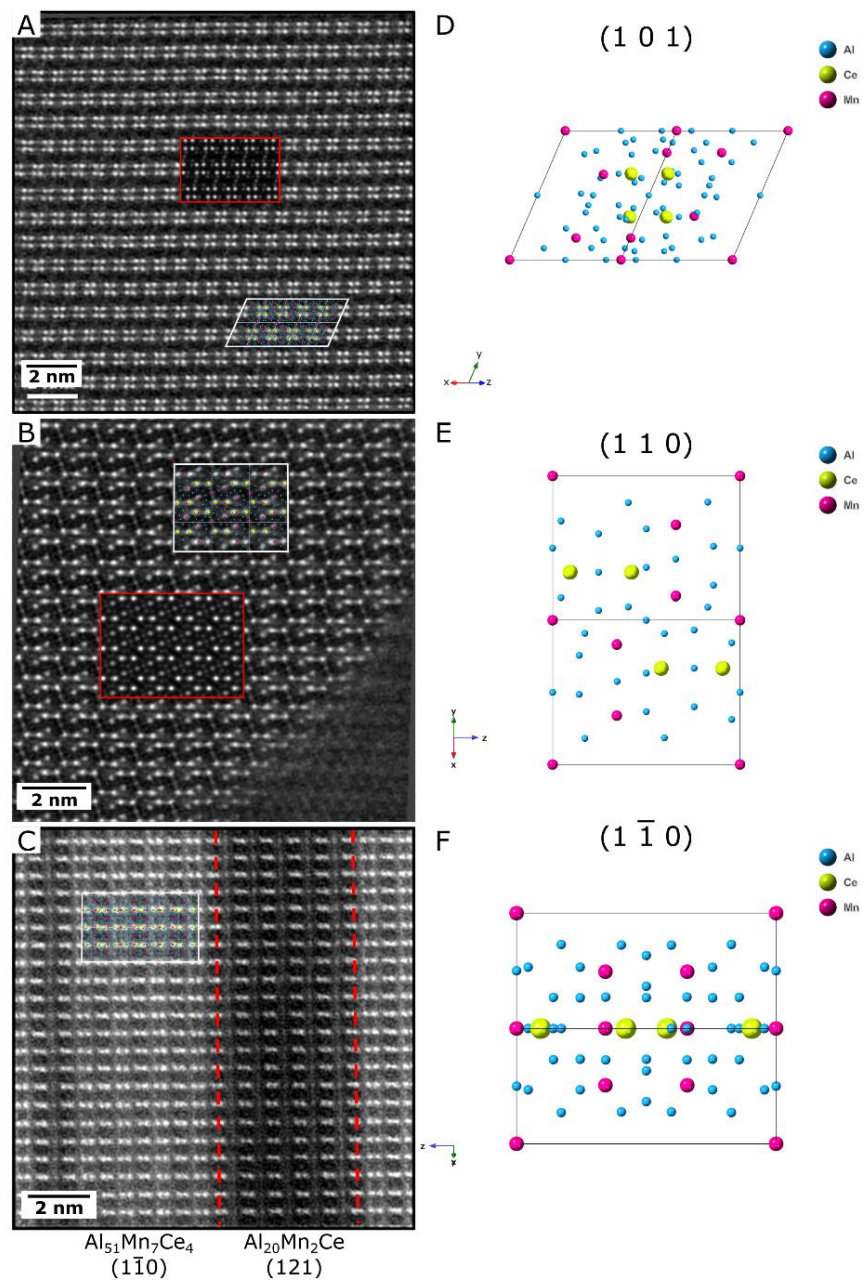 A
2 nm
B
2 nm
C
2 nm
Al51Mn7Ce4
(11̅0)
Al20Mn2Ce
(121)
D
(1 0 1)
Al
Ce
Mn
y
x z
E
(1 1 0)
Al
Ce
Mn
y
z
x
F
(1 1̅ 0)
Al
Ce
Mn
z
x